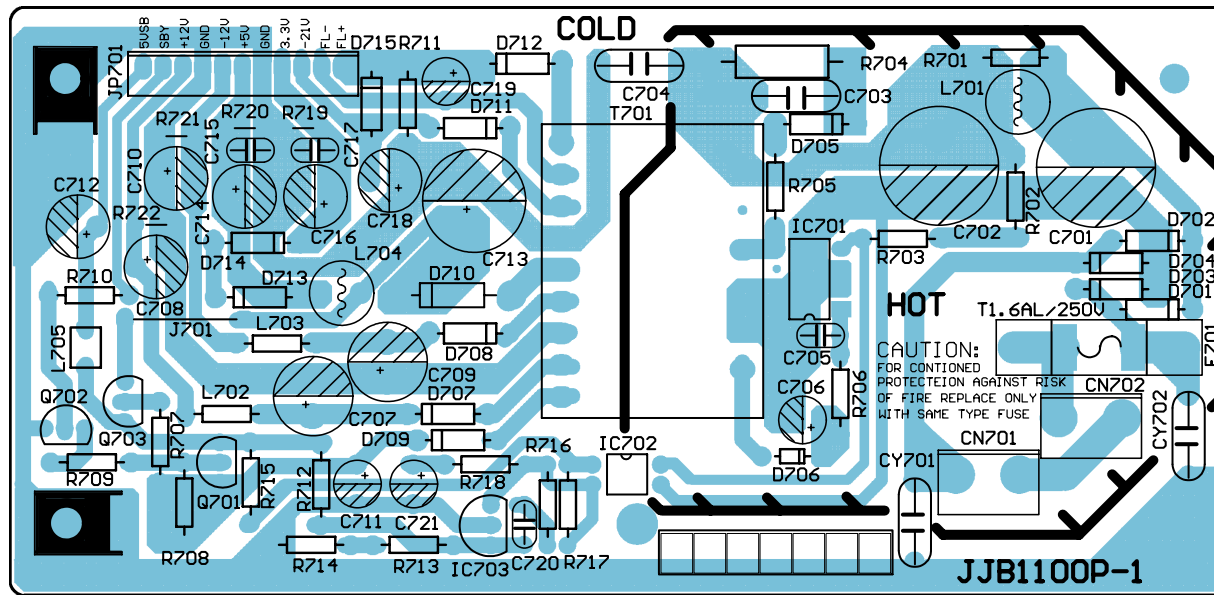 5VSB
SBY
+12V
GND
-12V
+5V
GND
3.3V
-21V
FL-
FL+
JP701
D715
R711
D712
COLD
C704
R704
R701
L701
C719
D711
T701
C703
D705
R721
C715
R720
R719
C717
C710
C710
C712
R722
C714
C716
C718
C713
R705
IC701
R702
C702
C701
D702
R703
D704
D703
D701
D714
L704
D713
D710
R710
C708
J701
L703
D708
HOT
T1.6AL/250V
F701
L705
C705
CAUTION:
FOR CONTIONED
PROTECTEION AGAINST RISK
OF FIRE REPLACE ONLY
WITH SAME TYPE FUSE
CN702
C709
C706
R706
Q702
L702
C707
D707
Q703
R707
D709
R716
IC702
CN701
CY702
R709
Q701
R715
R712
R718
D706
CY701
C711
C721
R708
R714
R713
IC703
C720
R717
JJB1100P-1